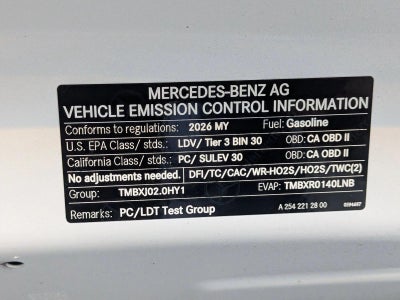 MERCEDES-BENZ AG
VEHICLE EMISSION CONTROL INFORMATION
Conforms to regulations: 2026 MY Fuel: Gasoline
U.S. EPA Class/ stds.: LDV/ Tier 3 BIN 30 OBD: CA OBD II
California Class/ stds.: PC/ SULEV 30 OBD: CA OBD II
No adjustments needed. DFI/TC/CAC/WR-HO2S/HO2S/TWC(2)
Group: TMBXJ02.0HY1 EVAP: TMBXR0140LNB
Remarks: PC/LDT Test Group A 254 221 28 00